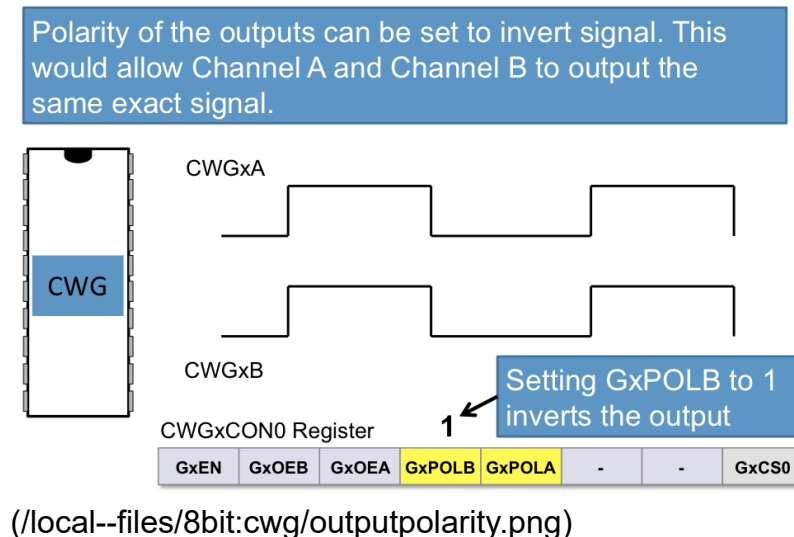 Polarity of the outputs can be set to invert signal. This
would allow Channel A and Channel B to output the
same exact signal.
CWGxA
CWG
CWGxB
Setting GxPOLB to 1
inverts the output
CWGxCON0 Register
1
GxEN GxOEB GxOEA GxPOLB GxPOLA - - GxCS0
(/local--files/8bit:cwg/outputpolarity.png)